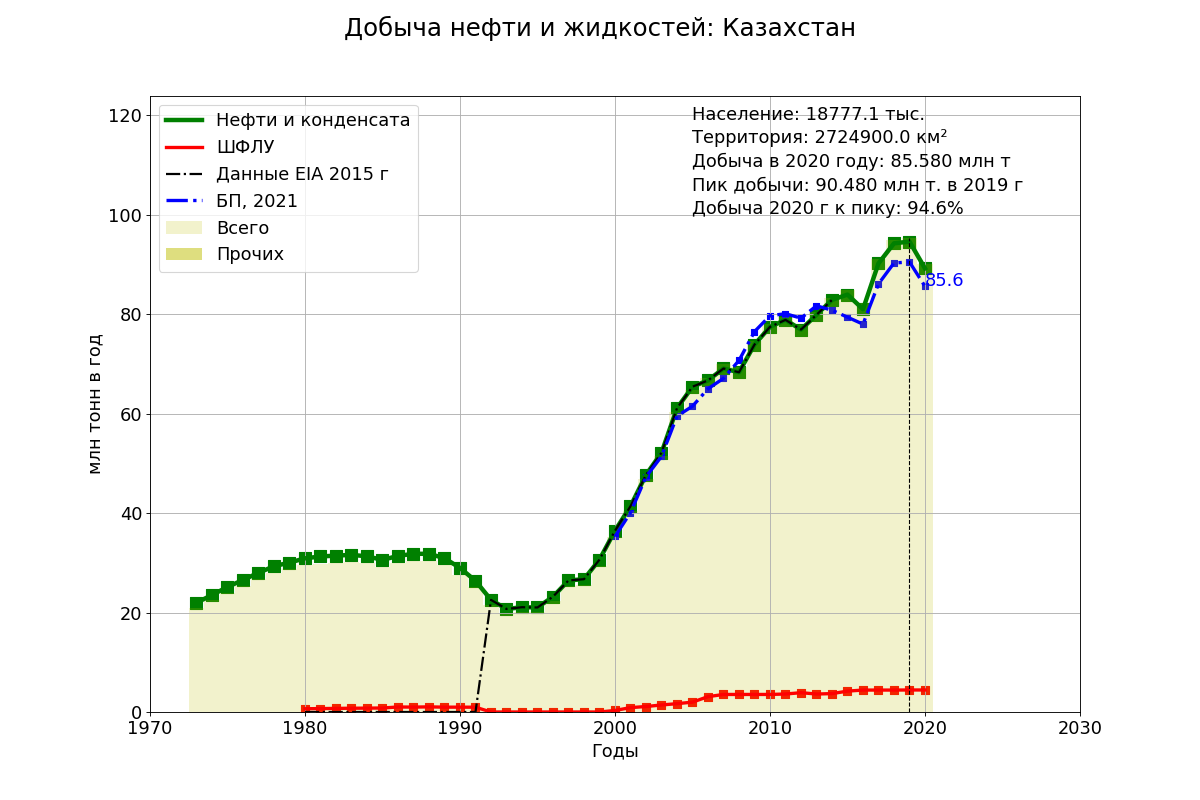 Добыча нефти и жидкостей: Казахстан
Нефти и конденсата
ШФЛУ
Данные EIA 2015 г
БП, 2021
Всего
Прочих
Население: 18777.1 тыс.
Территория: 2724900.0 км²
Добыча в 2020 году: 85.580 млн т
Пик добычи: 90.480 млн т. в 2019 г
Добыча 2020 г к пику: 94.6%
85.6
млн тонн в год
120
100
80
60
40
20
0
1970 1980 1990 2000 2010 2020 2030
Годы